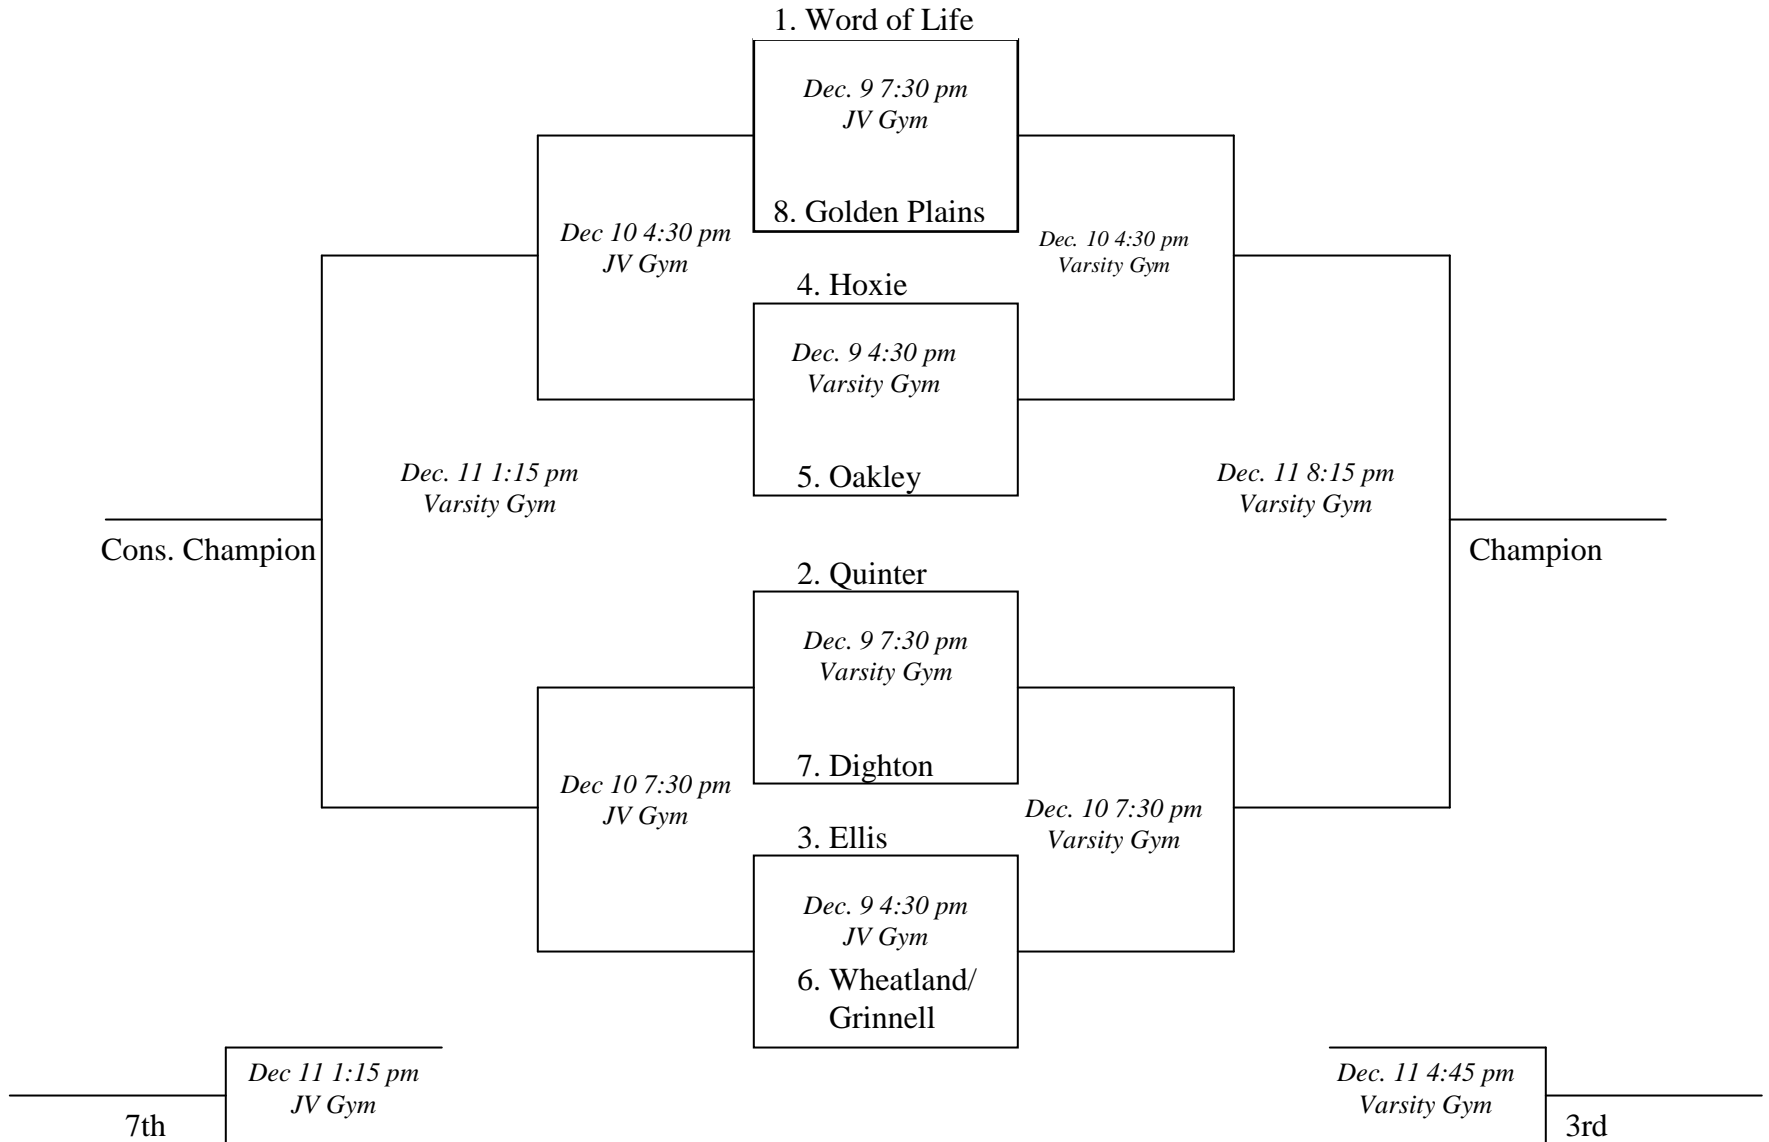 1. Word of Life
Dec. 9 7:30 pm
JV Gym
8. Golden Plains
Dec 10 4:30 pm
JV Gym
Dec. 10 4:30 pm
Varsity Gym
4. Hoxie
Dec. 9 4:30 pm
Varsity Gym
5. Oakley
Dec. 11 1:15 pm
Varsity Gym
Dec. 11 8:15 pm
Varsity Gym
Cons. Champion
Champion
2. Quinter
Dec. 9 7:30 pm
Varsity Gym
7. Dighton
Dec 10 7:30 pm
JV Gym
Dec. 10 7:30 pm
Varsity Gym
3. Ellis
Dec. 9 4:30 pm
JV Gym
6. Wheatland/
Grinnell
Dec 11 1:15 pm
JV Gym
7th
Dec. 11 4:45 pm
Varsity Gym
3rd